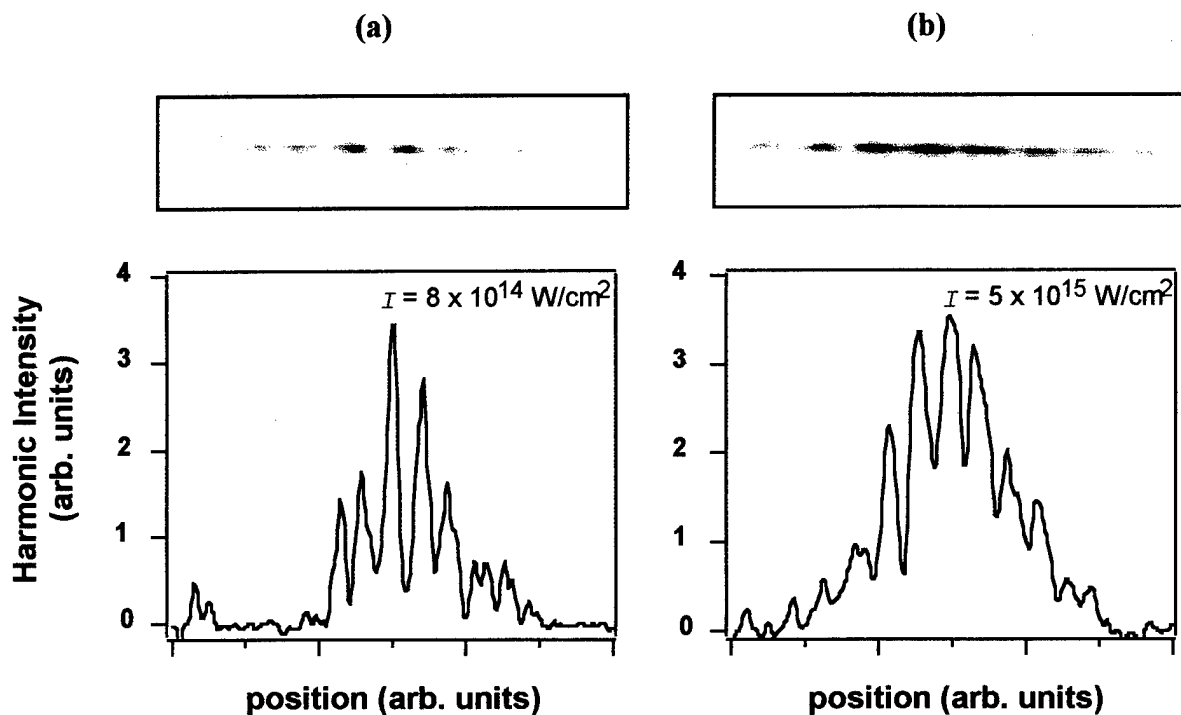 (a)
(b)
Harmonic Intensity
(arb. units)
4
3
2
1
0
I = 8 x 10^14 W/cm^2
position (arb. units)
4
3
2
1
0
I = 5 x 10^15 W/cm^2
position (arb. units)